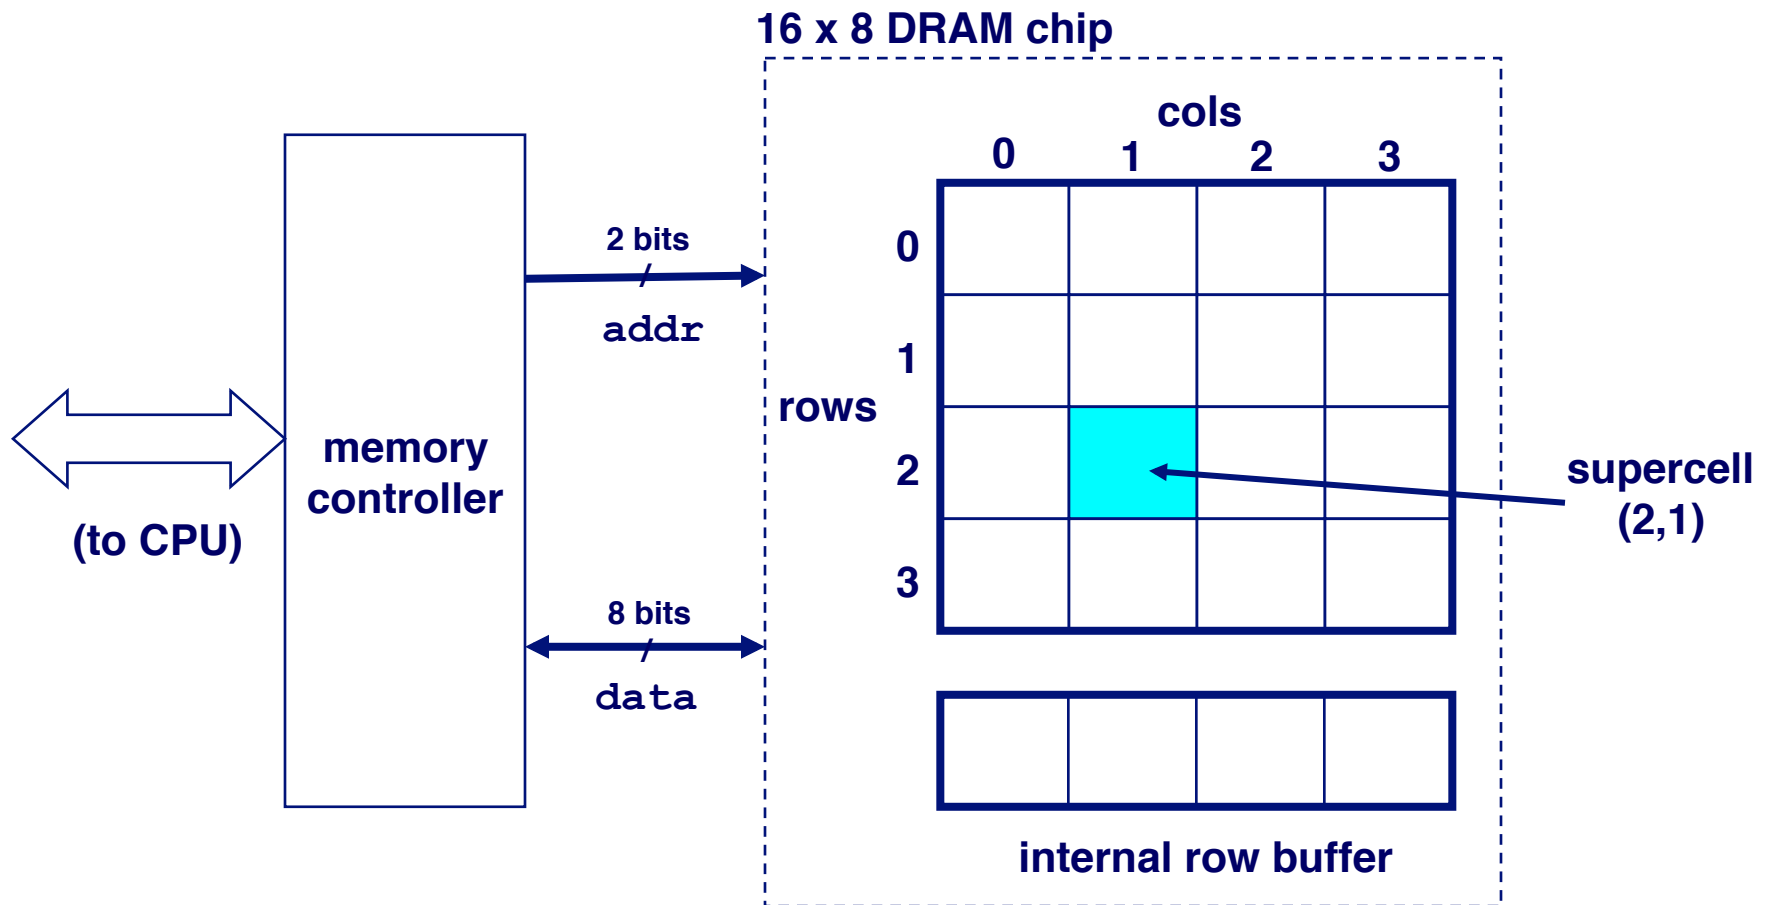 16 x 8 DRAM chip
cols
0 1 2 3
2 bits
/
addr
0
1
rows
2
3
memory
controller
(to CPU)
supercell
(2,1)
8 bits
/
data
internal row buffer